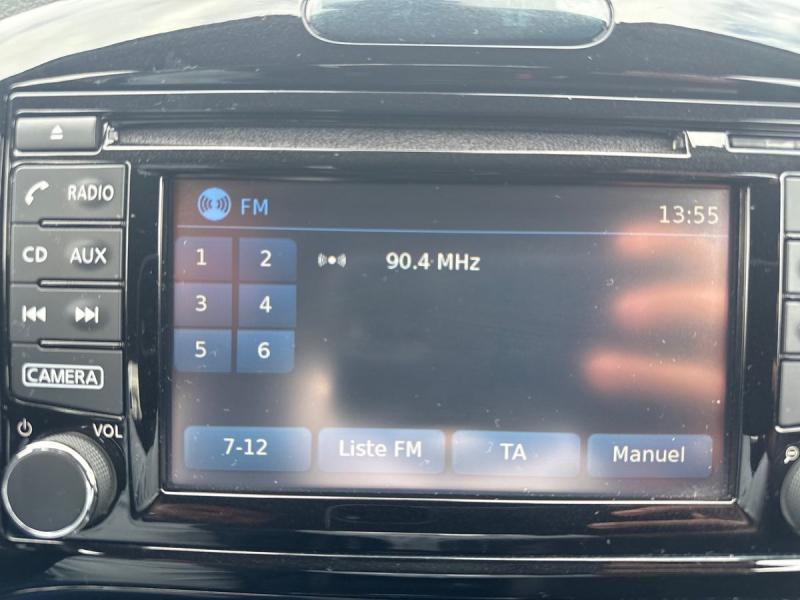 RADIO
FM
13:55
CD AUX
1 2
90.4 MHz
3 4
5 6
CAMERA
VOL
7-12 Liste FM TA Manuel